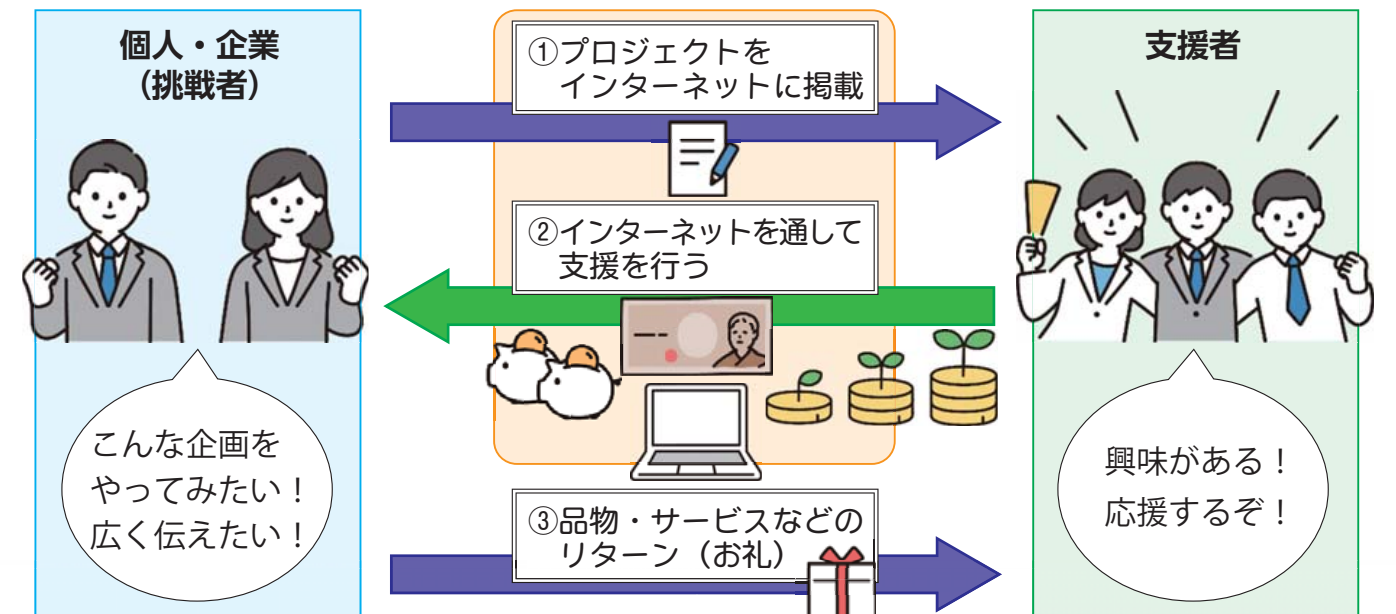 個人・企業
（挑戦者）
①プロジェクトを
インターネットに掲載
支援者
②インターネットを通して
支援を行う
こんな企画を
やってみたい！
広く伝えたい！
興味がある！
応援するぞ！
③品物・サービスなどの
リターン（お礼）